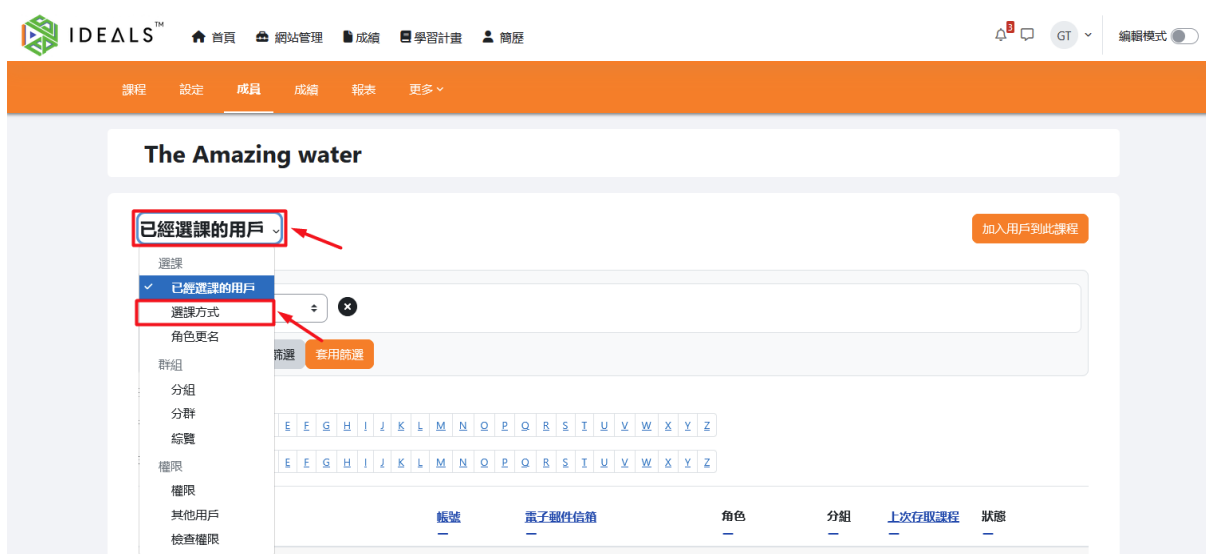 IDEALS™ 首頁 網站管理 成績 學習計畫 簡歷 3 GT 編輯模式
課程 設定 成員 成績 報表 更多
The Amazing water
已經選課的用戶 加入用戶到此課程
選課
已經選課的用戶
選課方式
角色更名
篩選 套用篩選
群組
分組
分群
E F G H I J K L M N O P Q R S T U V W X Y Z
綜覽
E F G H I J K L M N O P Q R S T U V W X Y Z
權限
權限
其他用戶 帳號 電子郵件信箱 角色 分組 上次存取課程 狀態
檢查權限